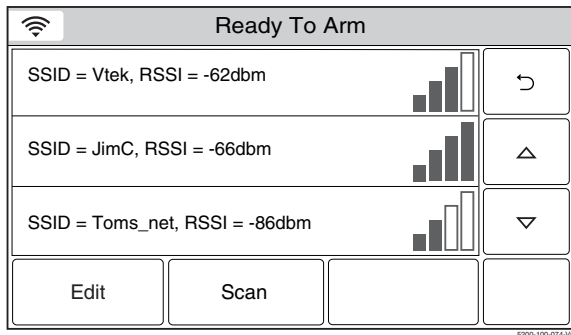 Ready To Arm
SSID = Vtek, RSSI = -62dbm
SSID = JimC, RSSI = -66dbm
SSID = Toms_net, RSSI = -86dbm
Edit
Scan